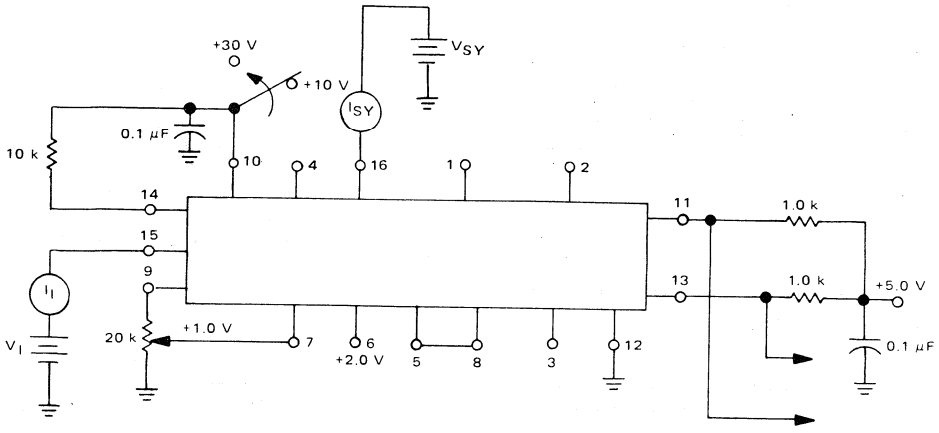 +30 V
+10 V
V_SY
I_SY
0.1 μF
10 k
10
4
16
1
2
14
15
9
11
1.0 k
13
1.0 k
+5.0 V
0.1 μF
I_I
V_I
20 k
+1.0 V
7
6
+2.0 V
5
8
3
12